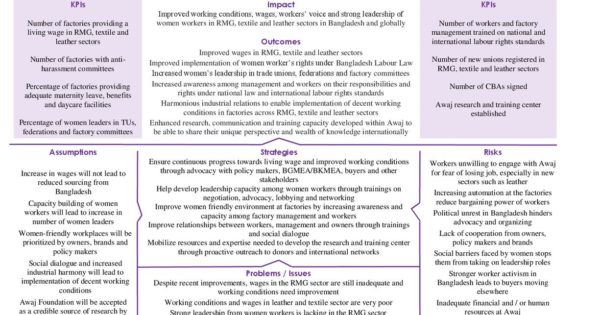 KPIs
Number of factories providing a
living wage in RMG, textile and
leather sectors
Number of factories with anti-
harassment committees
Percentage of factories providing
adequate maternity leave, benefits
and daycare facilities
Percentage of women leaders in TUs,
federations and factory committees
Impact
Improved working conditions, wages, workers' voice and strong leadership of
women workers in RMG, textile and leather sectors in Bangladesh and globally
Outcomes
Improved wages in RMG, textile and leather sectors
Improved implementation of women worker's rights under Bangladesh Labour Law
Increased women's leadership in trade unions, federations and factory committees
Increased awareness among management and workers on their responsibilities and
rights under national law and international labour rights standards
Harmonious industrial relations to enable implementation of decent working
conditions in factories across RMG, textile and leather sectors
Enhanced research, communication and training capacity developed within Awaj to
be able to share their unique perspective and wealth of knowledge internationally
KPIs
Number of workers and factory
management trained on national and
international labour rights standards
Number of new unions registered in
RMG, textile and leather sectors
Number of CBAs signed
Awaj research and training center
established
Assumptions
Increase in wages will not lead to
reduced sourcing from
Bangladesh
Capacity building of women
workers will lead to increase in
number of women leaders
Women-friendly workplaces will be
prioritized by owners, brands and
policy makers
Social dialogue and increased
industrial harmony will lead to
implementation of decent working
conditions
Awaj Foundation will be accepted
as a credible source of research by
Strategies
Ensure continuous progress towards living wage and improved working conditions
through advocacy with policy makers, BGMEA/BKMEA, buyers and other
stakeholders
Help develop leadership capacity among women workers through trainings on
negotiation, advocacy, lobbying and networking
Improve women friendly environment at factories by increasing awareness and
capacity among factory management and workers
Improve relationships between workers, management and owners through trainings
and social dialogue
Mobilize resources and expertise needed to develop the research and training center
through proactive outreach to donors and international networks
Problems / Issues
Despite recent improvements, wages in the RMG sector are still inadequate and
working conditions need improvement
Working conditions and wages in leather and textile sector are very poor
Strong leadership from women workers is lacking in the RMG sector
Risks
Workers unwilling to engage with Awaj
for fear of losing job, especially in new
sectors such as leather
Increasing automation at the factories
reduce bargaining power of workers
Political unrest in Bangladesh hinders
advocacy and organizing
Lack of cooperation from owners,
policy makers and brands
Social barriers faced by women stops
them from taking on leadership roles
Stronger worker activism in
Bangladesh leads to buyers moving
elsewhere
Inadequate financial and / or human
resources at Awaj